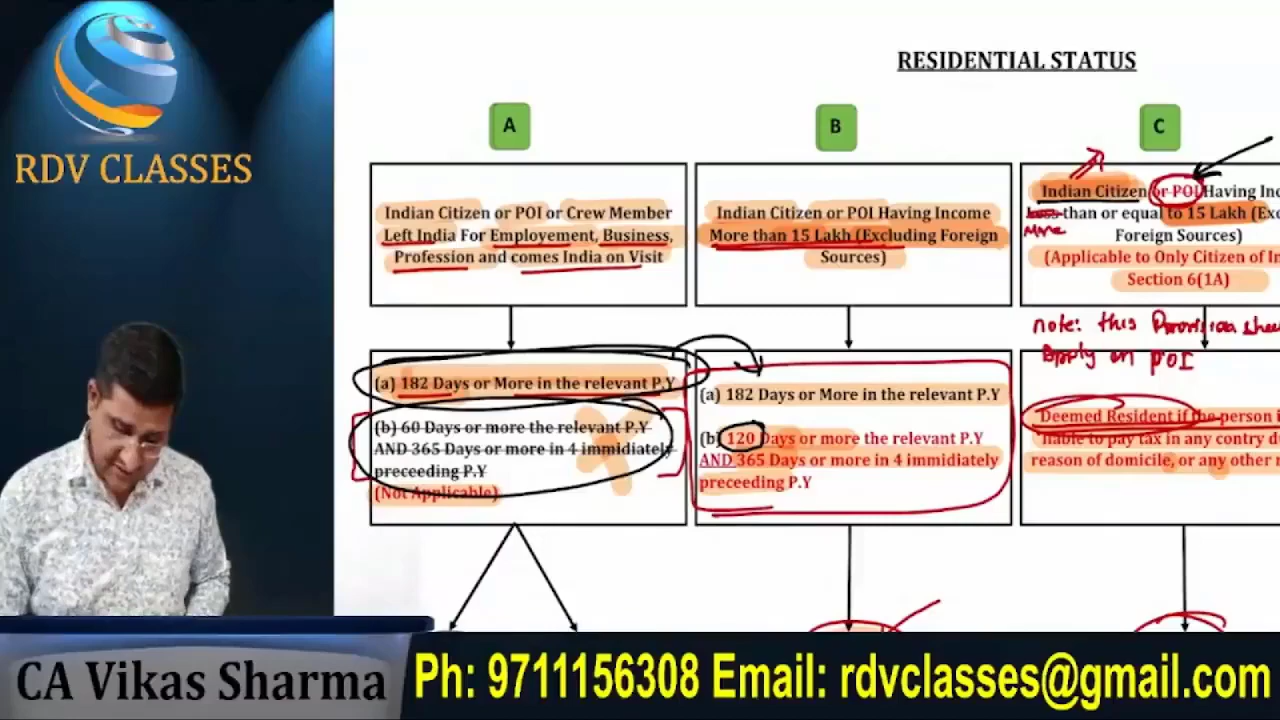 RDV CLASSES
RESIDENTIAL STATUS
A
Indian Citizen or POI or Crew Member
Left India For Employement, Business,
Profession and comes India on Visit
(a) 182 Days or More in the relevant P.Y
(b) 60 Days or more the relevant P.Y
AND 365 Days or more in 4 immidiately
preceeding P.Y
(Not Applicable)
B
Indian Citizen or POI Having Income
More than 15 Lakh (Excluding Foreign
Sources)
(a) 182 Days or More in the relevant P.Y
(b) 120 Days or more the relevant P.Y
AND 365 Days or more in 4 immidiately
preceeding P.Y
C
Indian Citizen or POI Having Inc
Less than or equal to 15 Lakh (Exc
More
Foreign Sources)
(Applicable to Only Citizen of In
Section 6(1A)
note: this Provision
Apply on POI
Deemed Resident if the person i
liable to pay tax in any contry d
reason of domicile, or any other r
CA Vikas Sharma
Ph: 9711156308 Email: rdvclasses@gmail.com